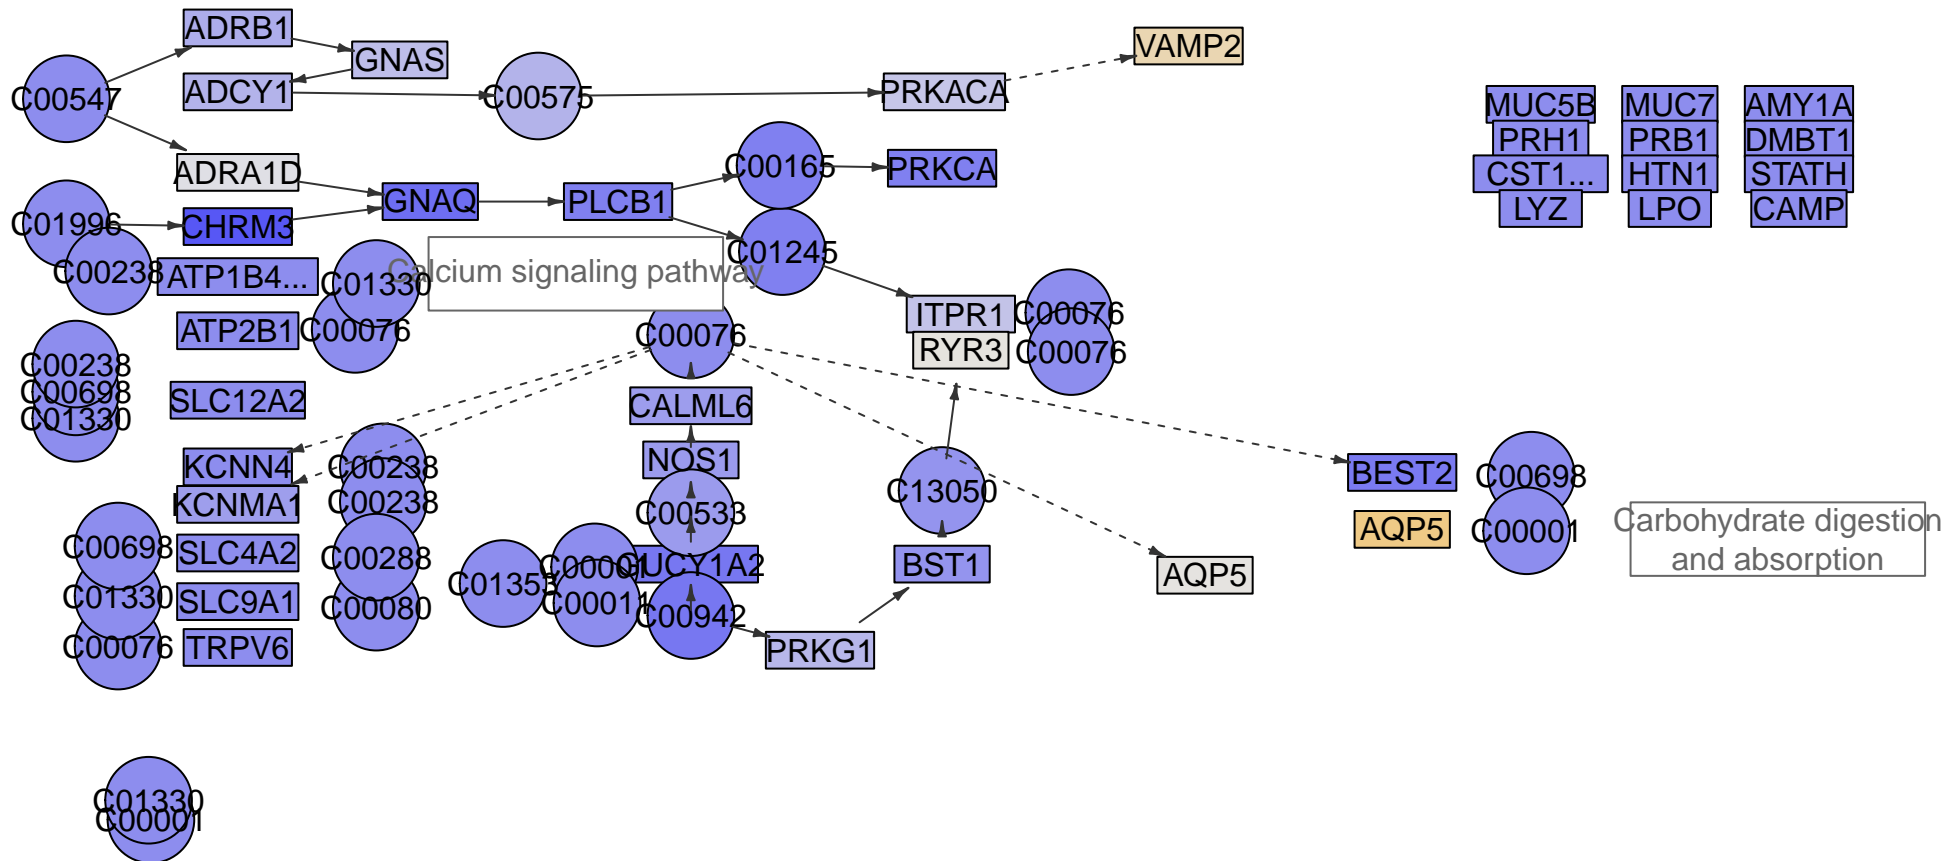 ADRB1
GNAS
VAMP2
C00547
ADCY1
C00575
PRKACA
MUC5B
MUC7
AMY1A
PRH1
PRB1
DMBT1
ADRA1D
C00165
PRKCA
CST1...
HTN1
STATH
GNAQ
PLCB1
LYZ
LPO
CAMP
C01996
CHRM3
C01245
C00238
ATP1B4...
C01330
Calcium signaling pathway
ATP2B1
C00076
C00076
ITPR1
C00076
RYR3
C00076
C00238
C00698
C01330
SLC12A2
CALML6
KCNN4
C00238
NOS1
BEST2
C00698
KCNMA1
C00238
C00533
C13050
AQP5
C00001
Carbohydrate digestion
and absorption
C00698
SLC4A2
C00288
C01353
C00001
GUCY1A2
BST1
AQP5
C01330
SLC9A1
C00080
C00011
C00942
C00076
TRPV6
PRKG1
C01330
C00001